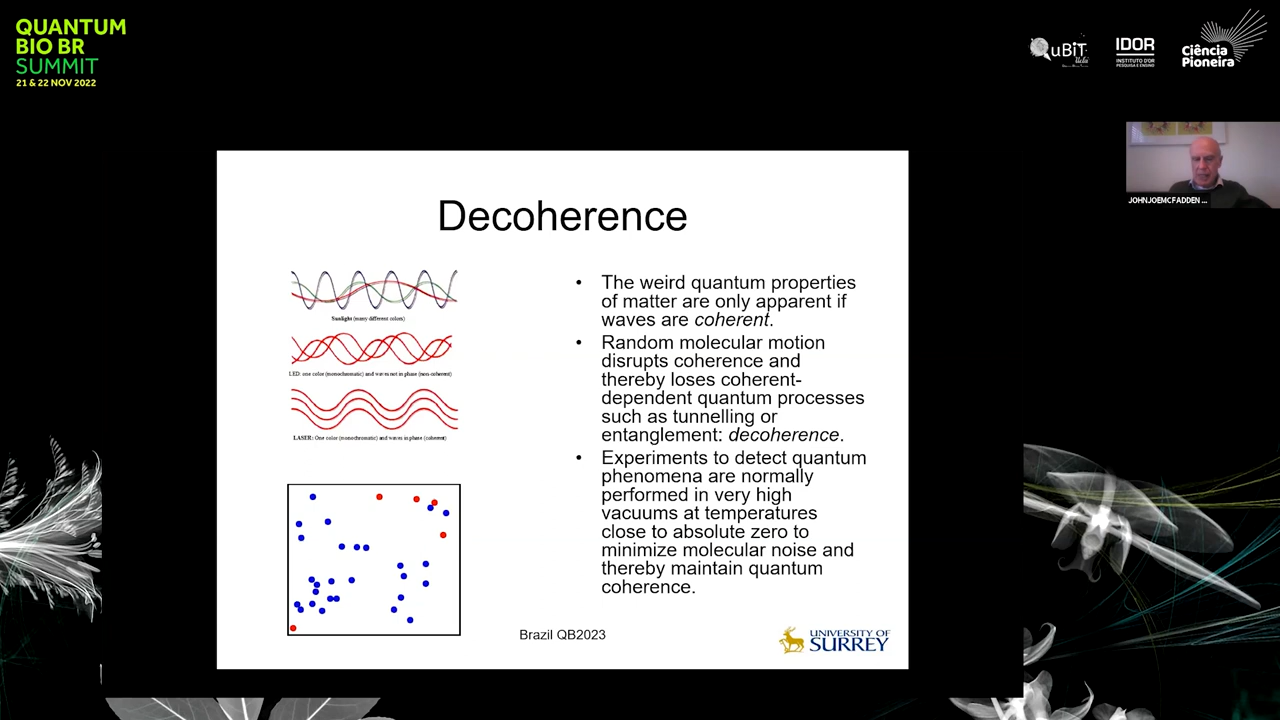 QUANTUM
BIO BR
SUMMIT
21 & 22 NOV 2022
QuBiT
IDOR
INSTITUTO D'OR
PESQUISA E ENSINO
Ciência
Pioneira
JOHNJOEMCFADDEN ...
Decoherence
Sunlight (many different colors)
LED: one color (monochromatic) and waves not in phase (non-coherent)
LASER: One color (monochromatic) and waves in phase (coherent)
• The weird quantum properties
of matter are only apparent if
waves are coherent.
• Random molecular motion
disrupts coherence and
thereby loses coherent-
dependent quantum processes
such as tunnelling or
entanglement: decoherence.
• Experiments to detect quantum
phenomena are normally
performed in very high
vacuums at temperatures
close to absolute zero to
minimize molecular noise and
thereby maintain quantum
coherence.
Brazil QB2023
UNIVERSITY OF
SURREY